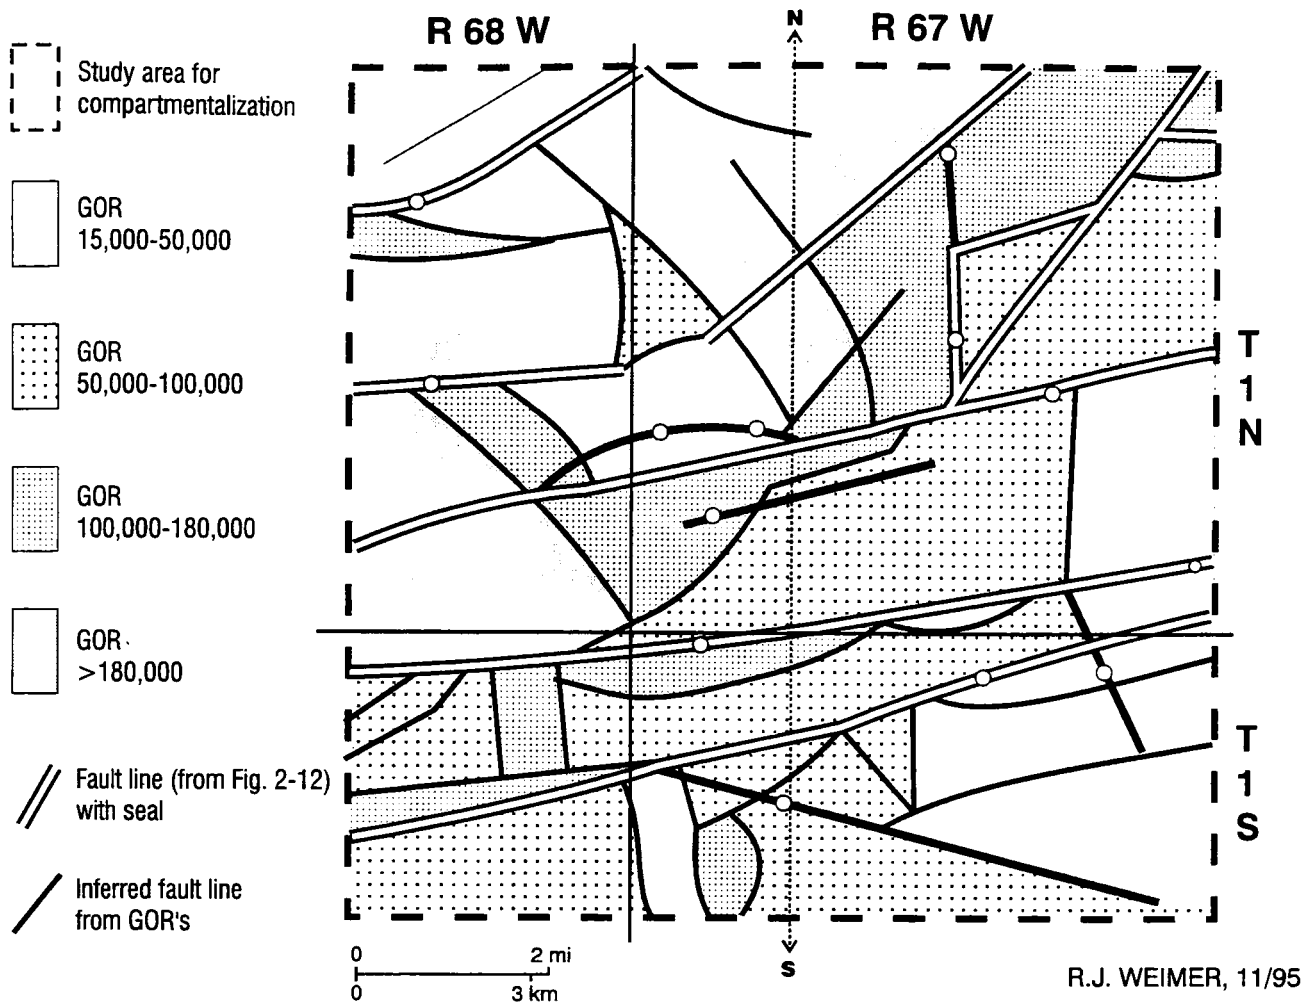 R 68 W
N
R 67 W
Study area for
compartmentalization
GOR
15,000-50,000
GOR
50,000-100,000
GOR
100,000-180,000
GOR
>180,000
Fault line (from Fig. 2-12)
with seal
Inferred fault line
from GOR's
T
1
N
T
1
S
0
2 mi
0
3 km
S
R.J. WEIMER, 11/95